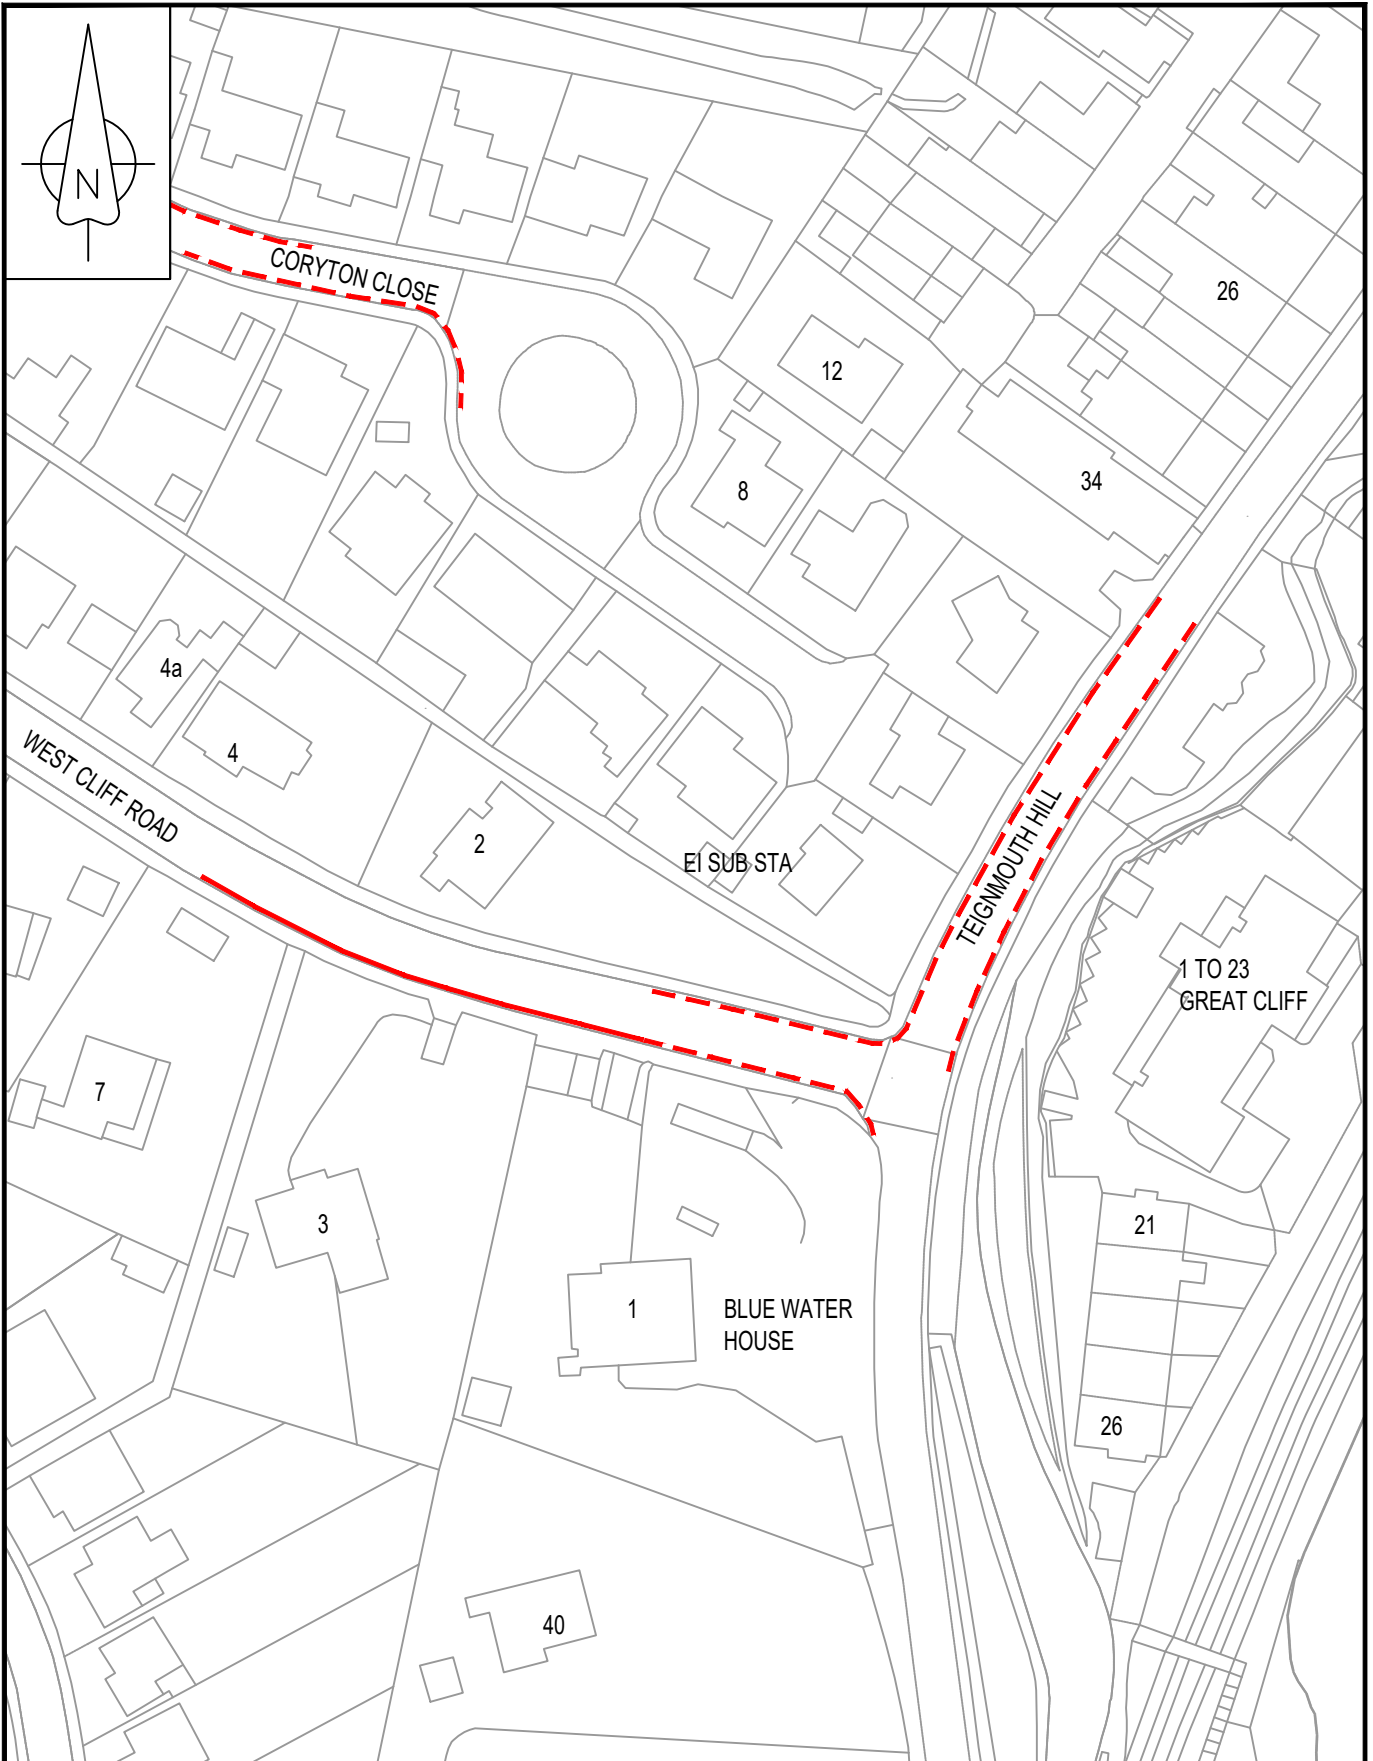 N
CORYTON CLOSE
26
12
34
8
4a
4
WEST CLIFF ROAD
2
EI SUB STA
TEIGNMOUTH HILL
1 TO 23
GREAT CLIFF
7
3
21
1
BLUE WATER
HOUSE
26
40